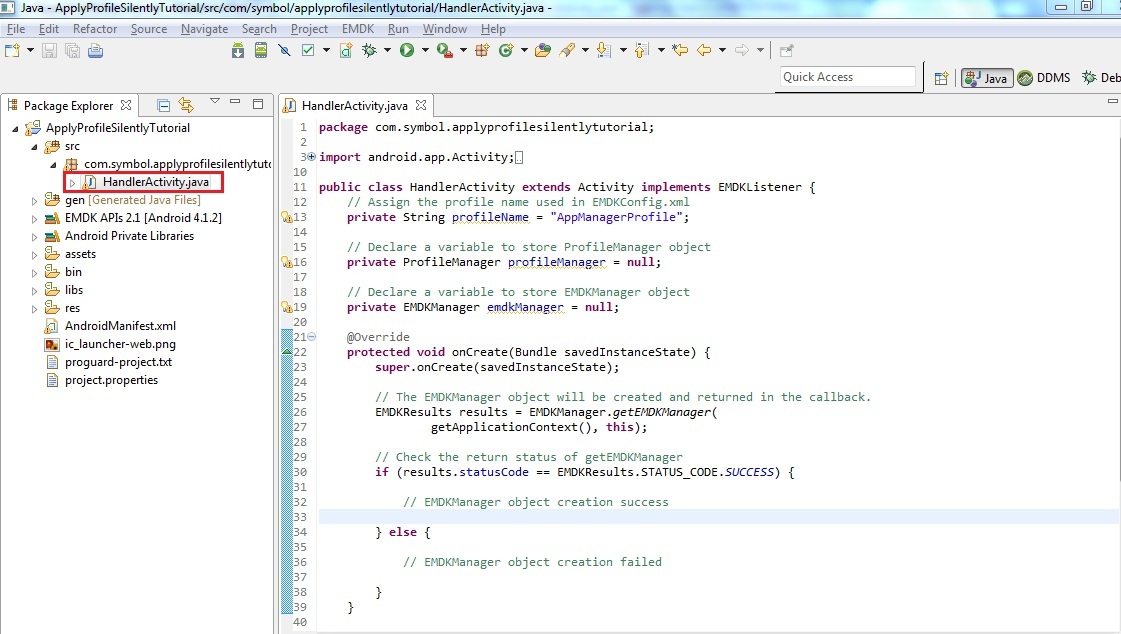 Java - ApplyProfileSilentlyTutorial/src/com/symbol/applyprofilesilentlytutorial/HandlerActivity.java -
File Edit Refactor Source Navigate Search Project EMDK Run Window Help
Quick Access
Java DDMS Deb
Package Explorer
ApplyProfileSilentlyTutorial
src
com.symbol.applyprofilesilentlytuto
HandlerActivity.java
gen [Generated Java Files]
EMDK APIs 2.1 [Android 4.1.2]
Android Private Libraries
assets
bin
libs
res
AndroidManifest.xml
ic_launcher-web.png
proguard-project.txt
project.properties
HandlerActivity.java
1 package com.symbol.applyprofilesilentlytutorial;
2
3 import android.app.Activity;
10
11 public class HandlerActivity extends Activity implements EMDKListener {
12 // Assign the profile name used in EMDKConfig.xml
13 private String profileName = "AppManagerProfile";
14
15 // Declare a variable to store ProfileManager object
16 private ProfileManager profileManager = null;
17
18 // Declare a variable to store EMDKManager object
19 private EMDKManager emdkManager = null;
20
21 @Override
22 protected void onCreate(Bundle savedInstanceState) {
23 super.onCreate(savedInstanceState);
24
25 // The EMDKManager object will be created and returned in the callback.
26 EMDKResults results = EMDKManager.getEMDKManager(
27 getApplicationContext(), this);
28
29 // Check the return status of getEMDKManager
30 if (results.statusCode == EMDKResults.STATUS_CODE.SUCCESS) {
31
32 // EMDKManager object creation success
33
34 } else {
35
36 // EMDKManager object creation failed
37
38 }
39 }
40